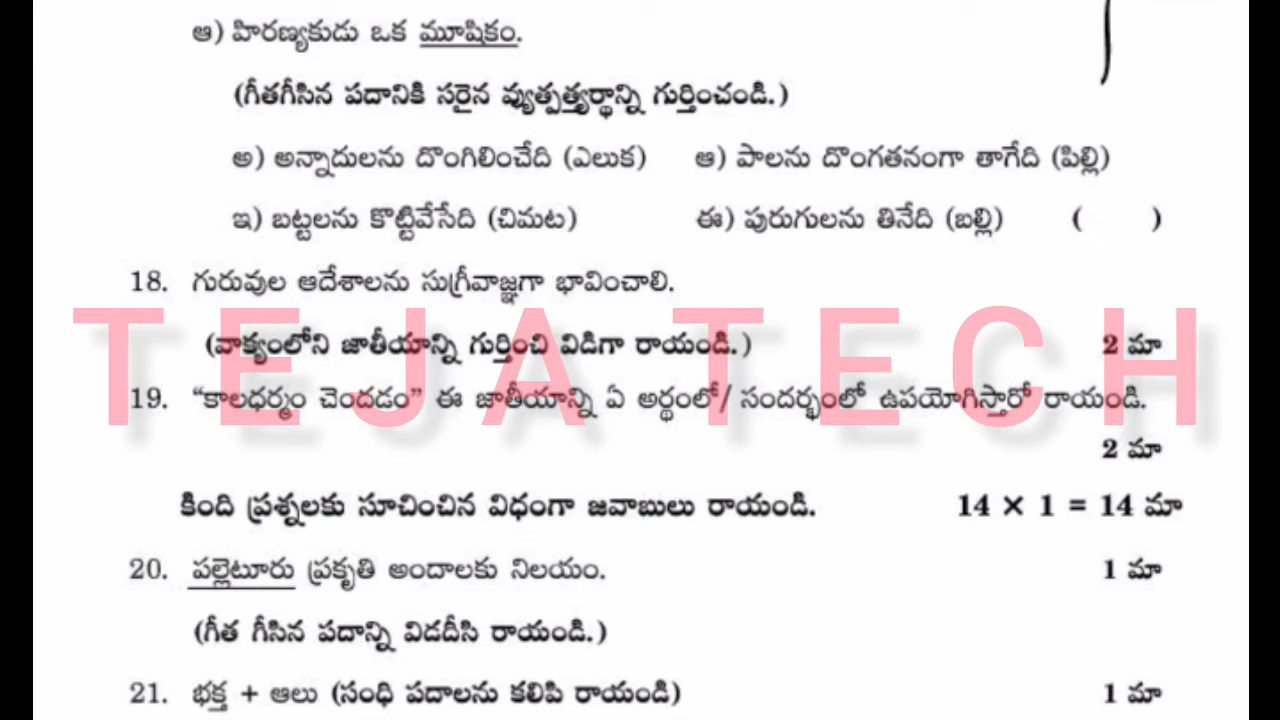 ఆ) హిరణ్యకుడు ఒక మూషికం.
(గీతగీసిన పదానికి సరైన వ్యుత్పత్త్యర్థాన్ని గుర్తించండి.)
అ) అన్నాదులను దొంగిలించేది (ఎలుక) ఆ) పాలను దొంగతనంగా తాగేది (పిల్లి)
ఇ) బట్టలను కొట్టివేసేది (చిమట) ఈ) పురుగులను తినేది (బల్లి) ( )
18. గురువుల ఆదేశాలను సుగ్రీవాజ్ఞగా భావించాలి.
TEJA TECH
(వాక్యంలోని జాతీయాన్ని గుర్తించి విడిగా రాయండి.) 2 మా
19. “కాలధర్మం చెందడం” ఈ జాతీయాన్ని ఏ అర్థంలో/ సందర్భంలో ఉపయోగిస్తారో రాయండి.
2 మా
కింది ప్రశ్నలకు సూచించిన విధంగా జవాబులు రాయండి. 14 × 1 = 14 మా
20. పల్లెటూరు ప్రకృతి అందాలకు నిలయం. 1 మా
(గీత గీసిన పదాన్ని విడదీసి రాయండి.)
21. భక్త + ఆలు (సంధి పదాలను కలిపి రాయండి) 1 మా